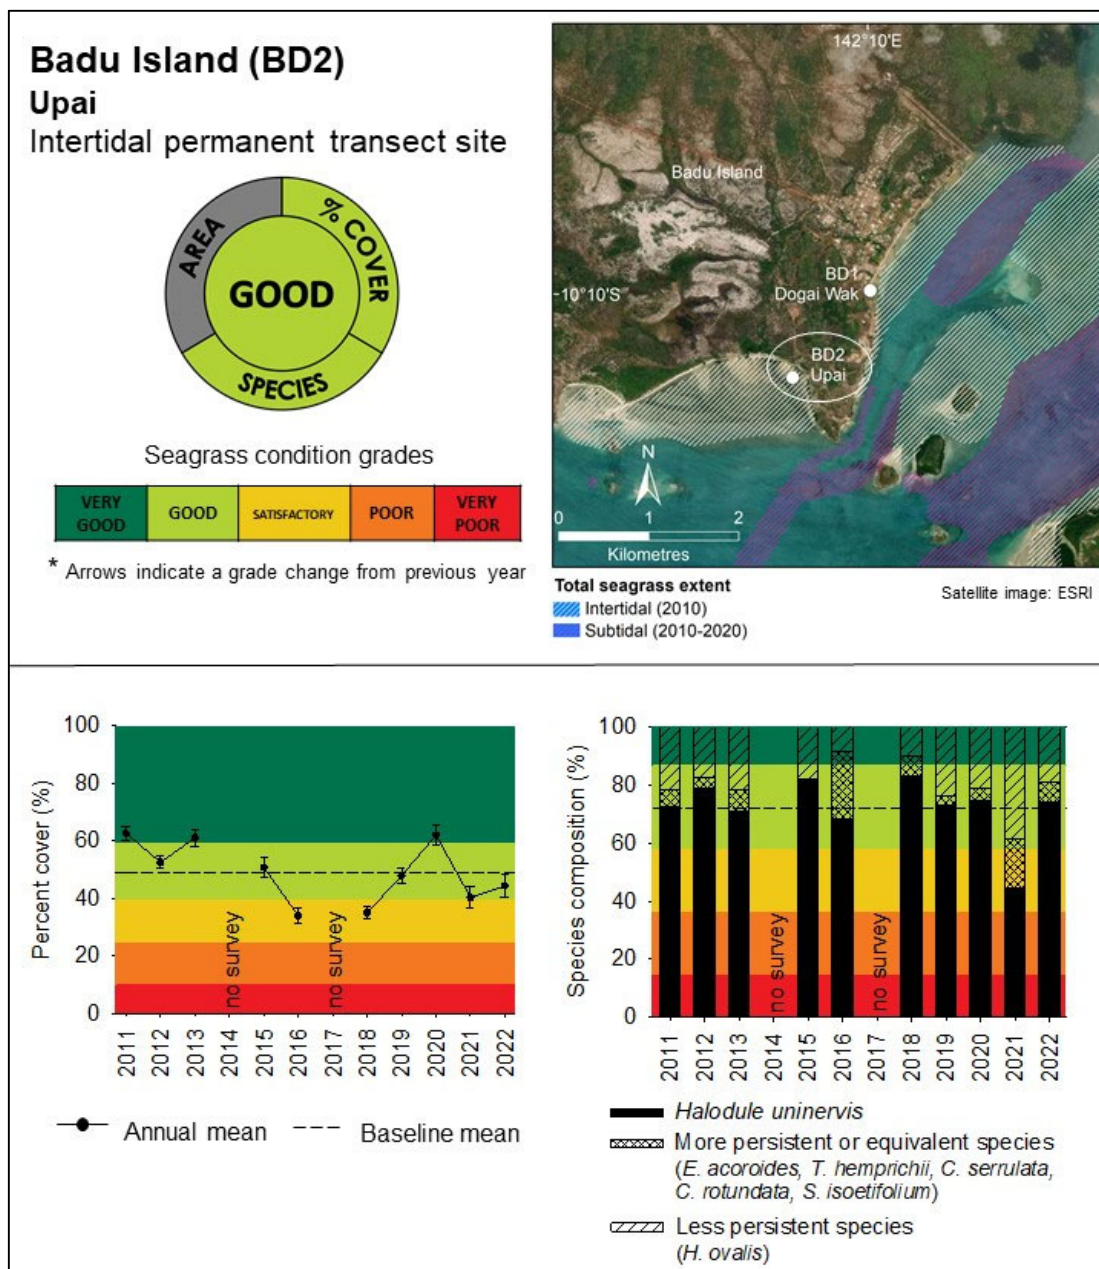 Badu Island (BD2)
Upai
Intertidal permanent transect site
AREA
% COVER
GOOD
SPECIES
Seagrass condition grades
VERY GOOD
GOOD
SATISFACTORY
POOR
VERY POOR
* Arrows indicate a grade change from previous year
142°10'E
Badu Island
10°10'S
BD1
Dogai Wak
BD2
Upai
N
0 1 2
Kilometres
Total seagrass extent
Intertidal (2010)
Subtidal (2010-2020)
Satellite image: ESRI
Percent cover (%)
100
80
60
40
20
0
no survey
no survey
2011 2012 2013 2014 2015 2016 2017 2018 2019 2020 2021 2022
Annual mean
Baseline mean
Species composition (%)
100
80
60
40
20
0
no survey
no survey
2011 2012 2013 2014 2015 2016 2017 2018 2019 2020 2021 2022
Halodule uninervis
More persistent or equivalent species
(E. acoroides, T. hemprichii, C. serrulata,
C. rotundata, S. isoetifolium)
Less persistent species
(H. ovalis)